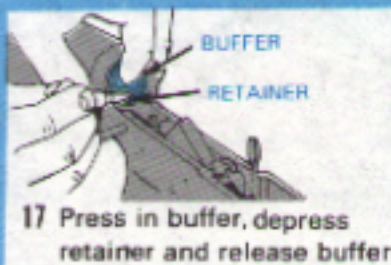 BUFFER
RETAINER
17 Press in buffer, depress
retainer and release buffer